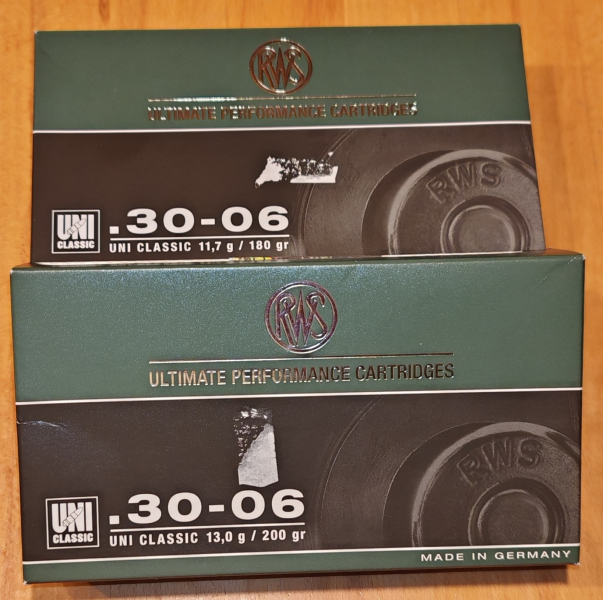 RWS
ULTIMATE PERFORMANCE CARTRIDGES
RWS
UNI
CLASSIC
.30-06
UNI CLASSIC 11,7 g / 180 gr
RWS
ULTIMATE PERFORMANCE CARTRIDGES
RWS
UNI
CLASSIC
.30-06
UNI CLASSIC 13,0 g / 200 gr
MADE IN GERMANY